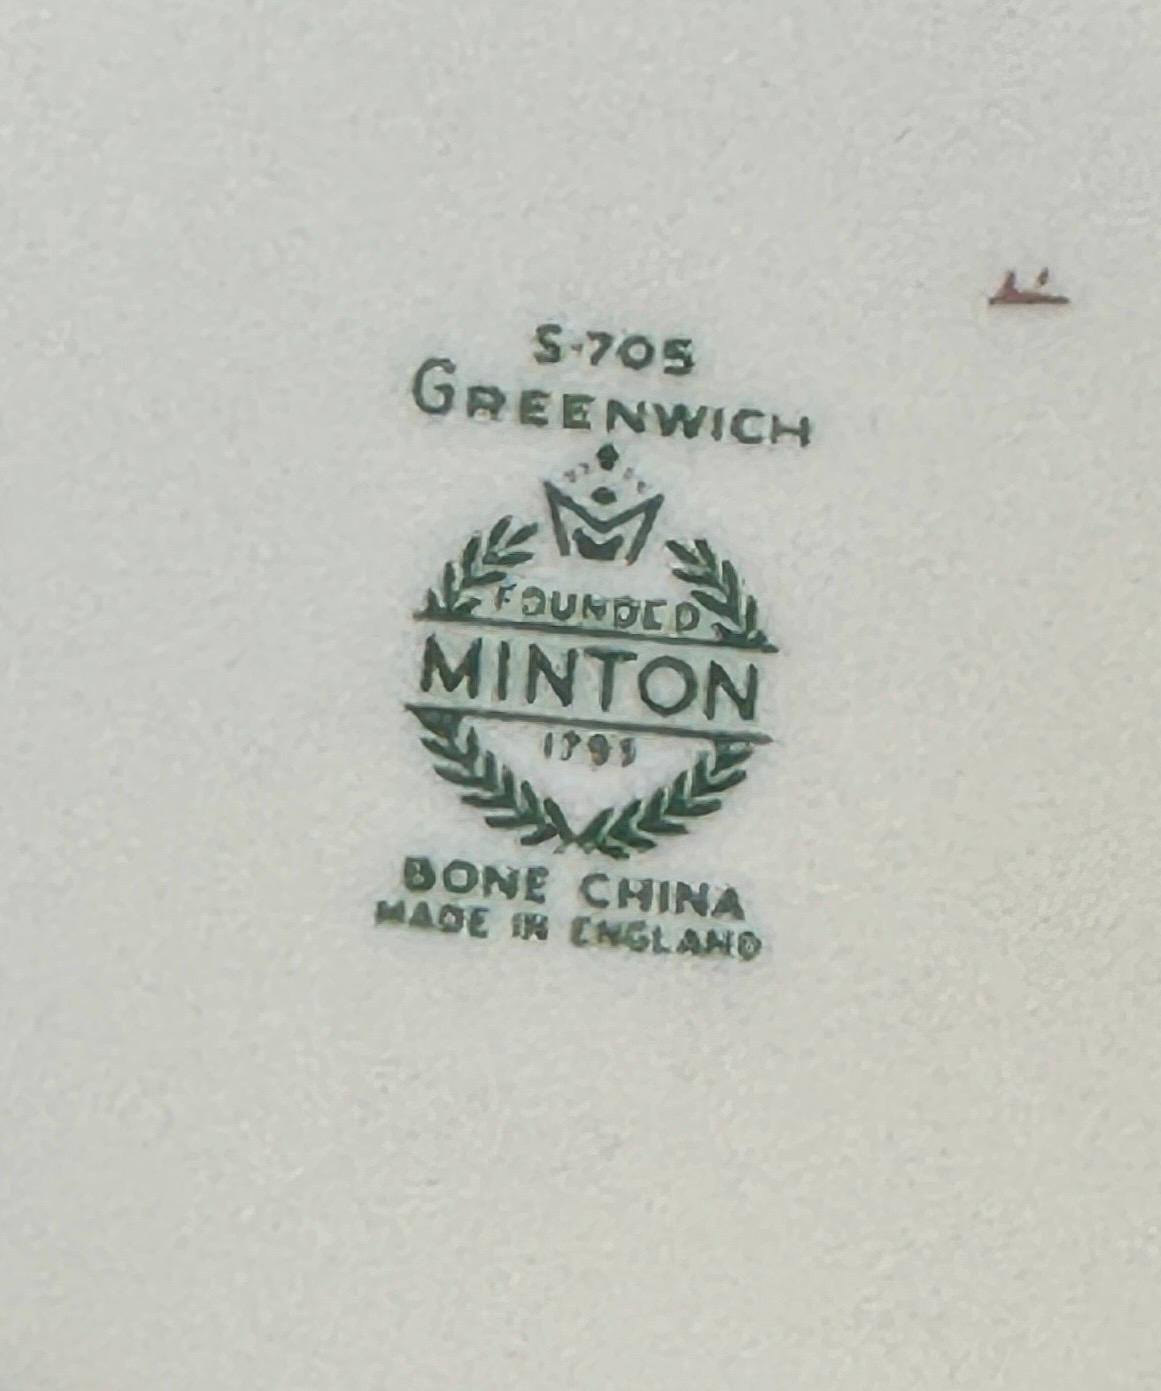 S-705
GREENWICH
FOUNDED
MINTON
1793
BONE CHINA
MADE IN ENGLAND